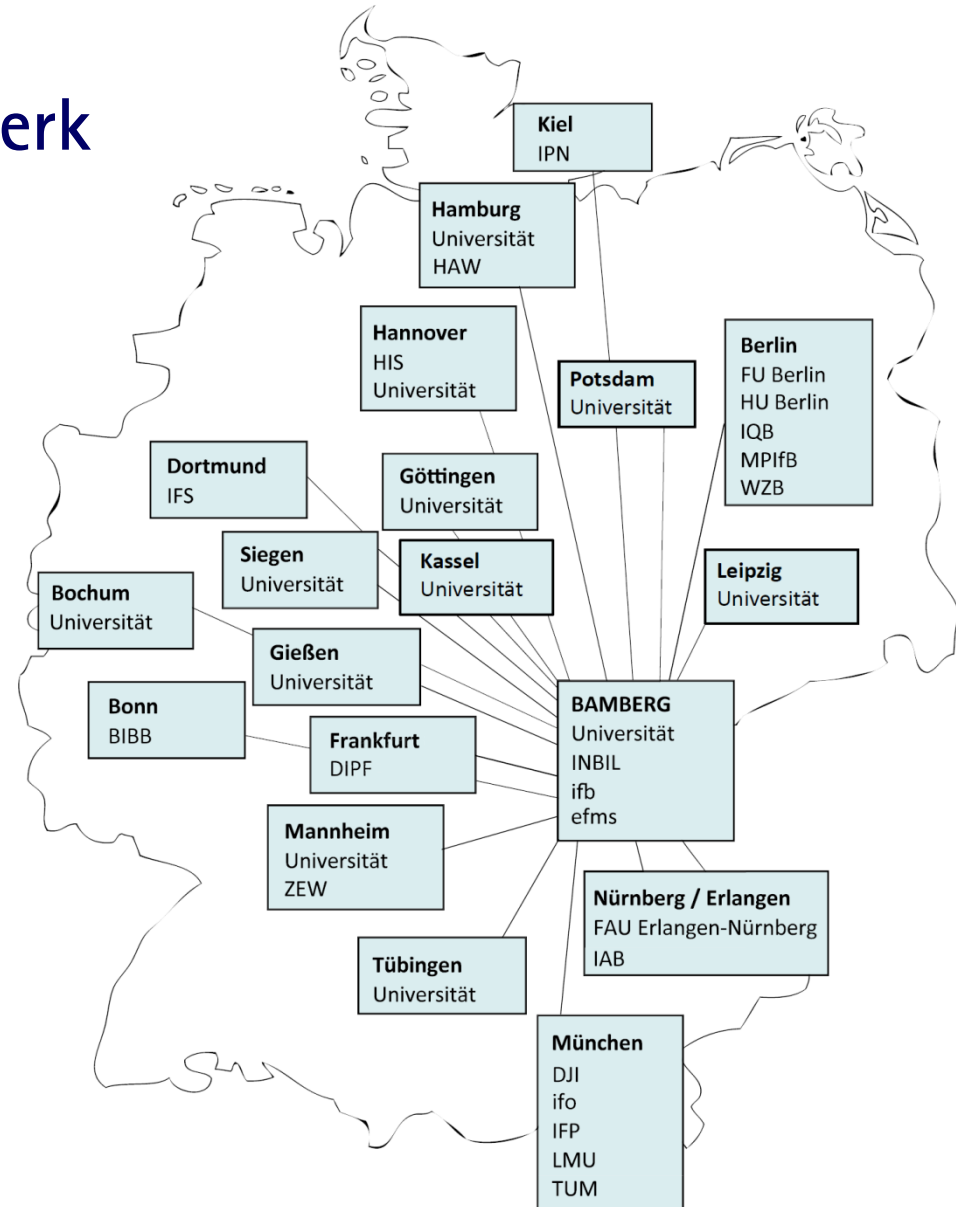 erk
Kiel
IPN
Hamburg
Universität
HAW
Hannover
HIS
Universität
Potsdam
Universität
Berlin
FU Berlin
HU Berlin
IQB
MPIfB
WZB
Dortmund
IFS
Göttingen
Universität
Siegen
Universität
Kassel
Universität
Leipzig
Universität
Bochum
Universität
Gießen
Universität
Bonn
BIBB
Frankfurt
DIPF
BAMBERG
Universität
INBIL
ifb
efms
Mannheim
Universität
ZEW
Nürnberg / Erlangen
FAU Erlangen-Nürnberg
IAB
Tübingen
Universität
München
DJI
ifo
IFP
LMU
TUM